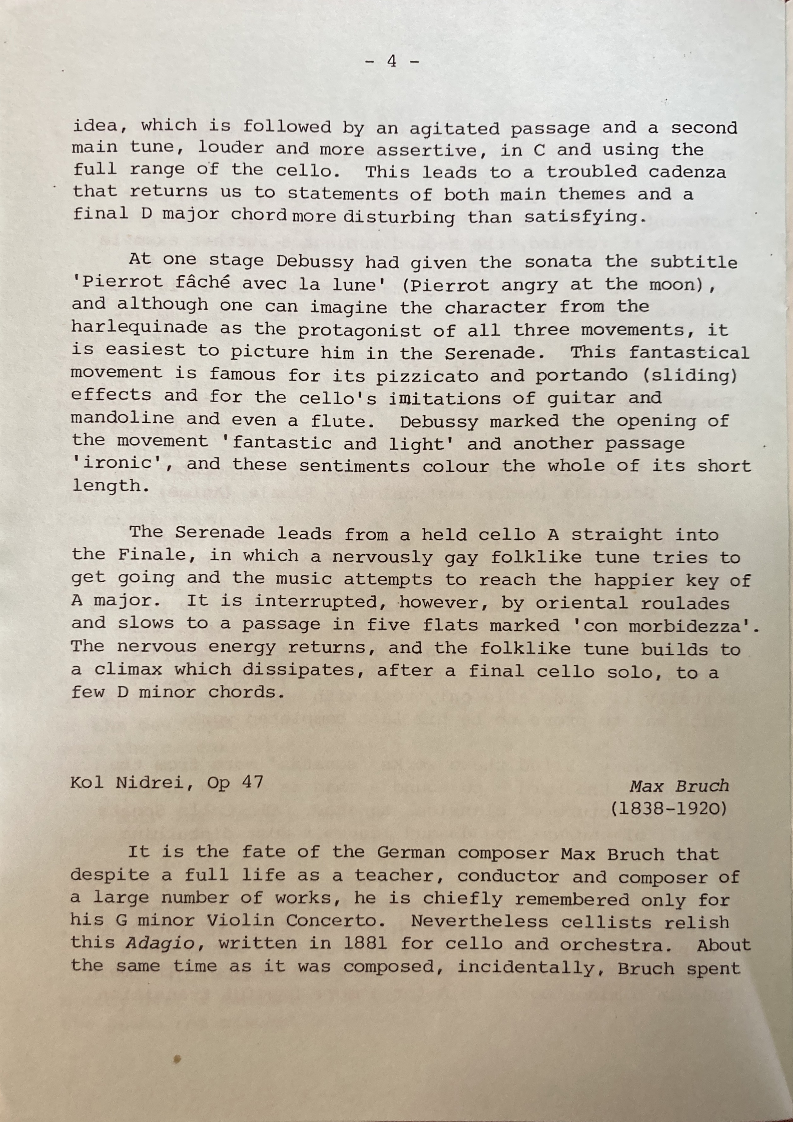 - 4 -
idea, which is followed by an agitated passage and a second
main tune, louder and more assertive, in C and using the
full range of the cello. This leads to a troubled cadenza
that returns us to statements of both main themes and a
final D major chord more disturbing than satisfying.
At one stage Debussy had given the sonata the subtitle
'Pierrot fâché avec la lune' (Pierrot angry at the moon),
and although one can imagine the character from the
harlequinade as the protagonist of all three movements, it
is easiest to picture him in the Serenade. This fantastical
movement is famous for its pizzicato and portando (sliding)
effects and for the cello's imitations of guitar and
mandoline and even a flute. Debussy marked the opening of
the movement 'fantastic and light' and another passage
'ironic', and these sentiments colour the whole of its short
length.
The Serenade leads from a held cello A straight into
the Finale, in which a nervously gay folklike tune tries to
get going and the music attempts to reach the happier key of
A major. It is interrupted, however, by oriental roulades
and slows to a passage in five flats marked 'con morbidezza'.
The nervous energy returns, and the folklike tune builds to
a climax which dissipates, after a final cello solo, to a
few D minor chords.
Kol Nidrei, Op 47
Max Bruch
(1838-1920)
It is the fate of the German composer Max Bruch that
despite a full life as a teacher, conductor and composer of
a large number of works, he is chiefly remembered only for
his G minor Violin Concerto. Nevertheless cellists relish
this Adagio, written in 1881 for cello and orchestra. About
the same time as it was composed, incidentally, Bruch spent